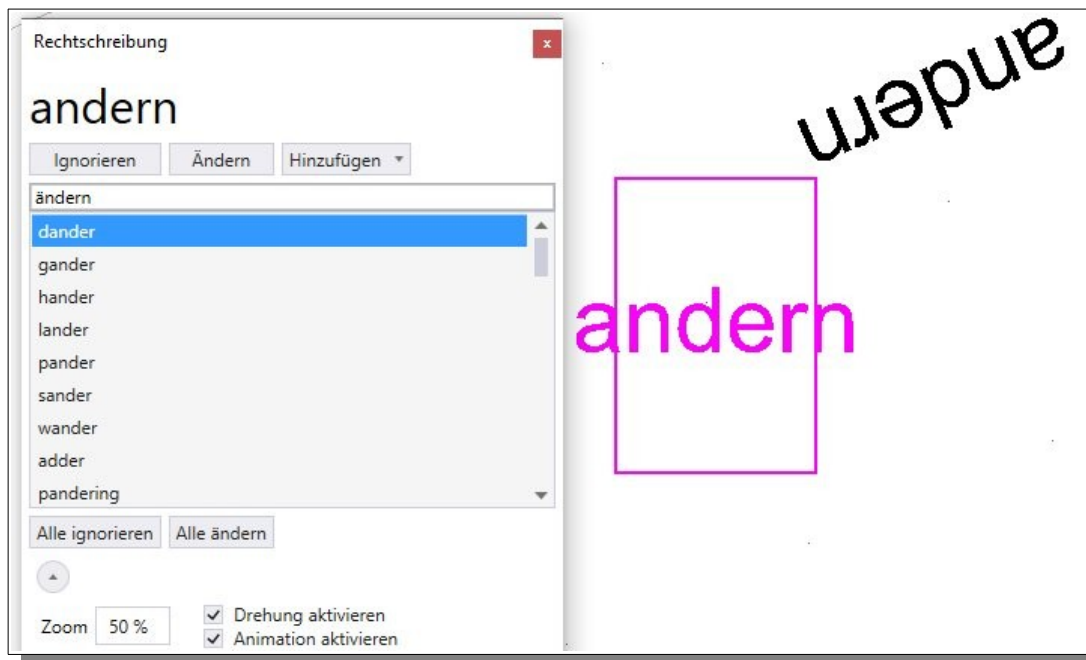 Rechtschreibung
x
andern
Ignorieren Ändern Hinzufügen
ändern
dander
gander
hander
lander
pander
sander
wander
adder
pandering
Alle ignorieren Alle ändern
Zoom 50 % Drehung aktivieren
Animation aktivieren
andern
andern